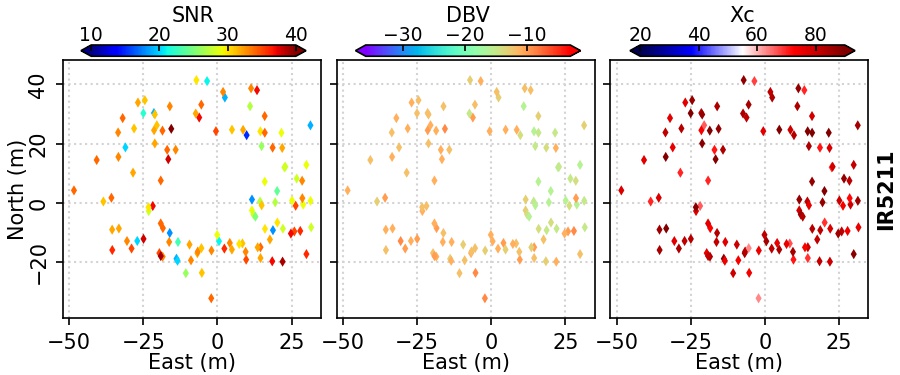 SNR
DBV
Xc
10 20 30 40
−30 −20 −10
20 40 60 80
40
20
0
−20
North (m)
−50 −25 0 25
−50 −25 0 25
−50 −25 0 25
East (m)
East (m)
East (m)
IR5211